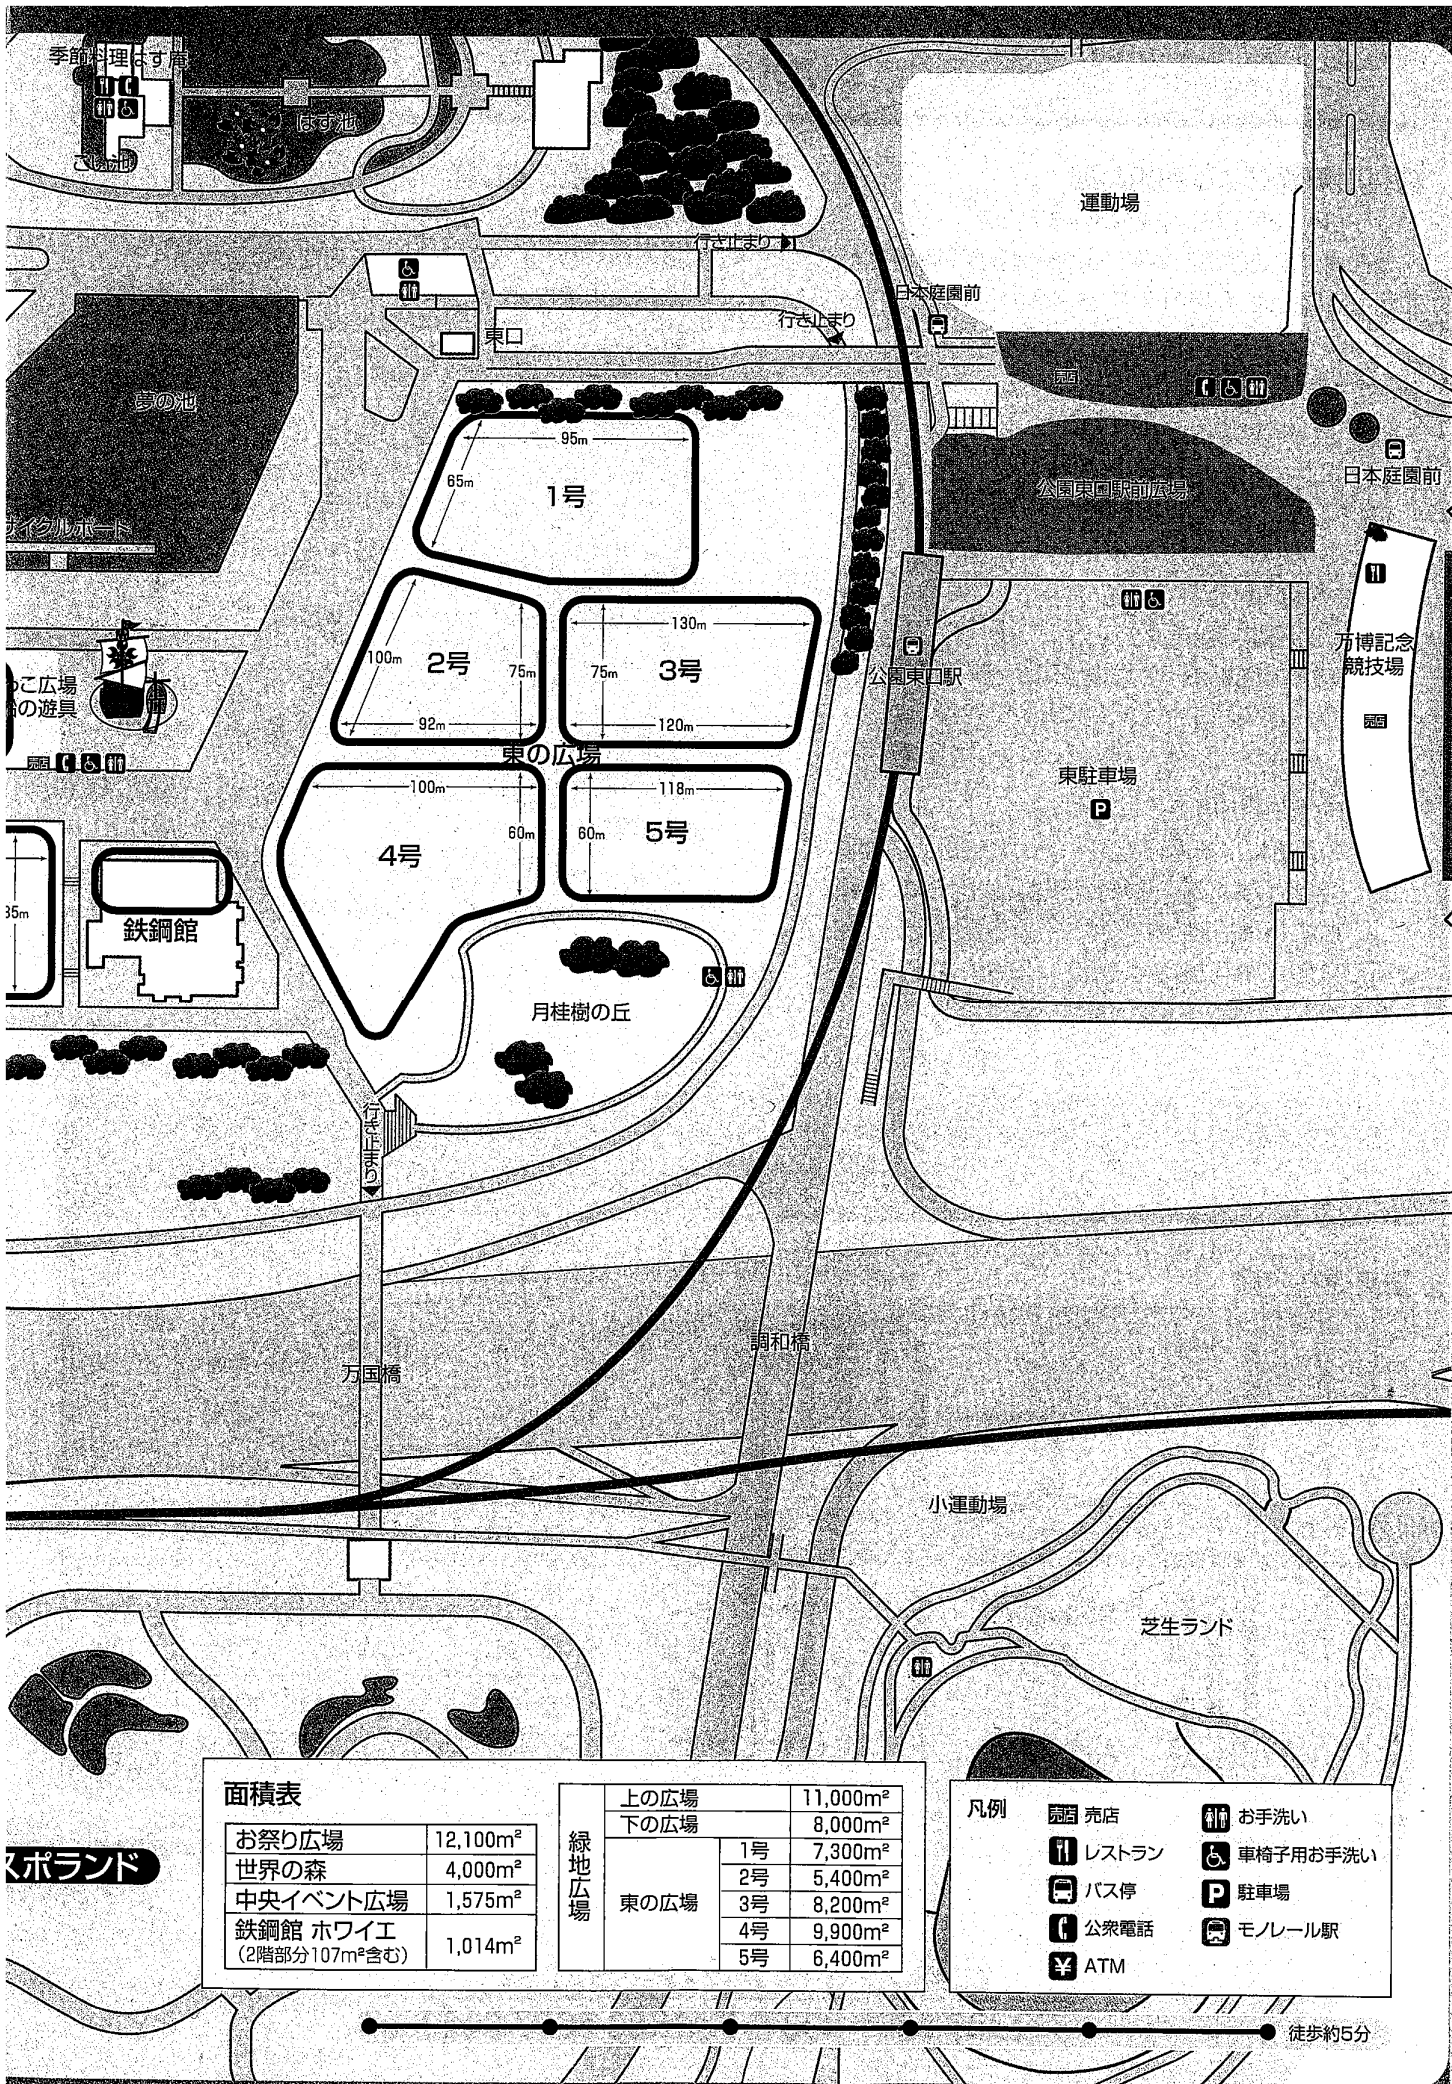 季節料理はす庵
はす池
こい池
運動場
行き止まり
日本庭園前
行き止まり
東口
売店
夢の池
95m
65m
1号
公園東口駅前広場
日本庭園前
サイクルボート
130m
100m
2号
75m
75m
3号
92m
120m
公園東口駅
万博記念
競技場
売店
こ広場
の遊具
売店
東の広場
100m
118m
60m
60m
4号
5号
東駐車場
P
35m
鉄鋼館
月桂樹の丘
行き止まり
調和橋
万国橋
小運動場
芝生ランド
スポランド
面積表
お祭り広場 12,100m²
世界の森 4,000m²
中央イベント広場 1,575m²
鉄鋼館 ホワイエ
(2階部分107m²含む) 1,014m²
緑地広場
上の広場 11,000m²
下の広場 8,000m²
東の広場
1号 7,300m²
2号 5,400m²
3号 8,200m²
4号 9,900m²
5号 6,400m²
凡例
売店 売店
レストラン
バス停
公衆電話
¥ ATM
お手洗い
車椅子用お手洗い
P 駐車場
モノレール駅
徒歩約5分